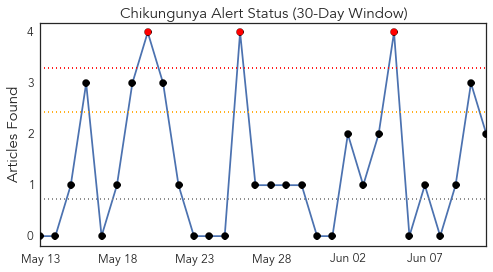 Chikungunya Alert Status (30-Day Window)
Articles Found
4
3
2
1
0
May 13 May 18 May 23 May 28 Jun 02 Jun 07